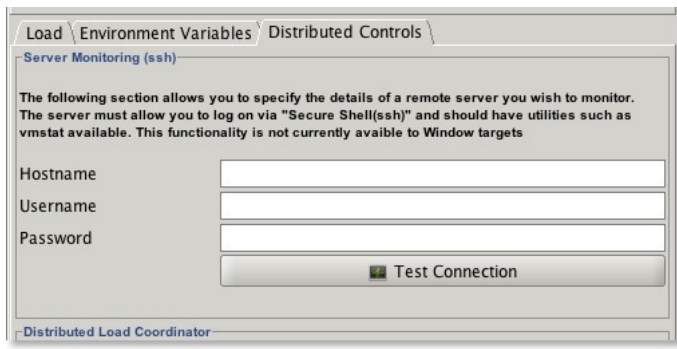 Load Environment Variables Distributed Controls
Server Monitoring (ssh)
The following section allows you to specify the details of a remote server you wish to monitor.
The server must allow you to log on via "Secure Shell(ssh)" and should have utilities such as
vmstat available. This functionality is not currently avaible to Window targets
Hostname
Username
Password
Test Connection
Distributed Load Coordinator